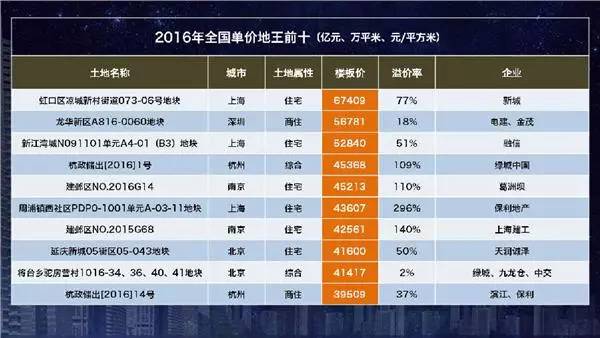 2016年全国单价地王前十（亿元、万平米、元/平方米）
土地名称 城市 土地属性 楼板价 溢价率 企业
虹口区凉城新村街道073-06号地块 上海 住宅 67409 77% 新城
龙华新区A816-0060地块 深圳 商住 56781 18% 电建、金茂
新江湾城N091101单元A4-01（B3）地块 上海 住宅 52840 51% 融信
杭政储出[2016]1号 杭州 综合 45368 109% 绿城中国
建邺区NO.2016G14 南京 住宅 45213 110% 葛洲坝
周浦镇西社区PDP0-1001单元A-03-11地块 上海 住宅 43607 296% 保利地产
建邺区NO.2015G68 南京 住宅 42561 140% 上海建工
延庆新城05街区05-043地块 北京 住宅 41600 50% 天润诚泽
将台乡驼房营村1016-34、36、40、41地块 北京 综合 41417 2% 绿城、九龙仓、中交
杭政储出[2016]14号 杭州 商住 39509 37% 滨江、保利